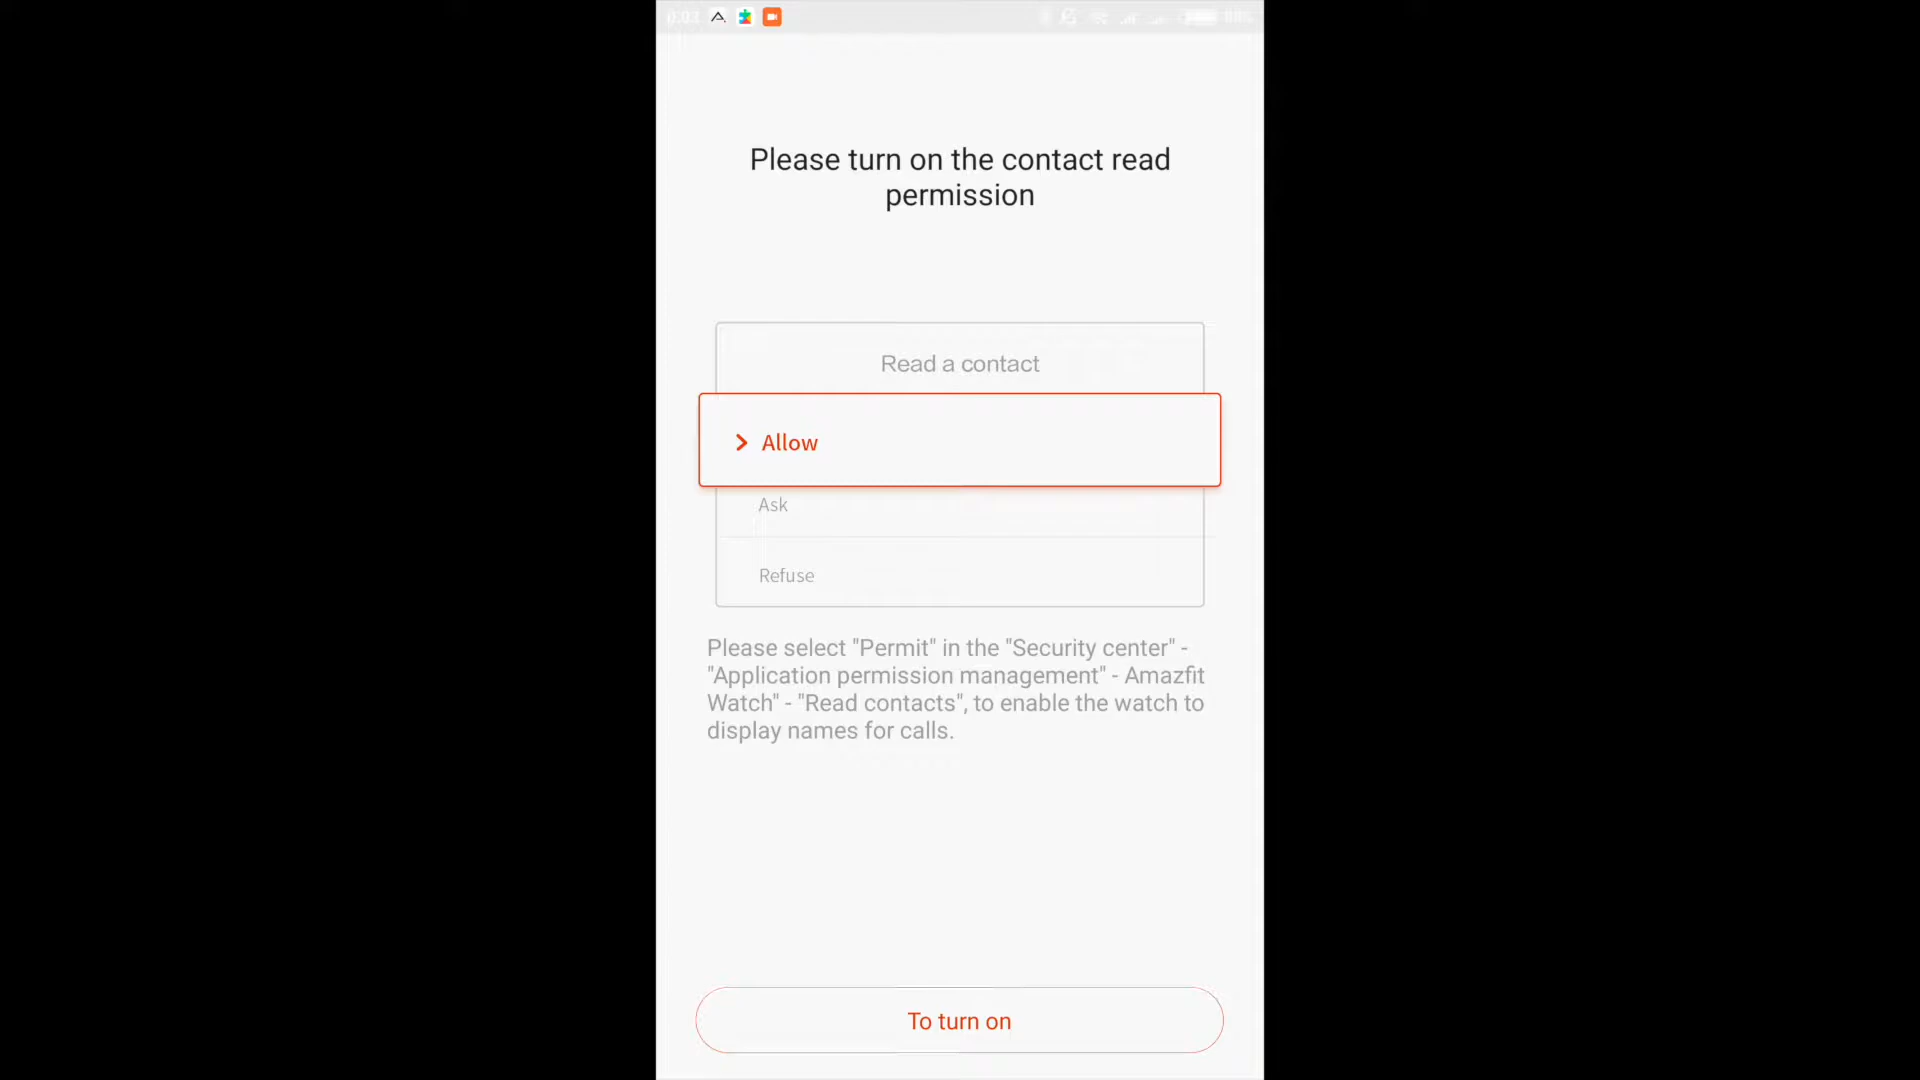 Please turn on the contact read
permission
Read a contact
Allow
Ask
Refuse
Please select "Permit" in the "Security center" -
"Application permission management" - Amazfit
Watch" - "Read contacts", to enable the watch to
display names for calls.
To turn on